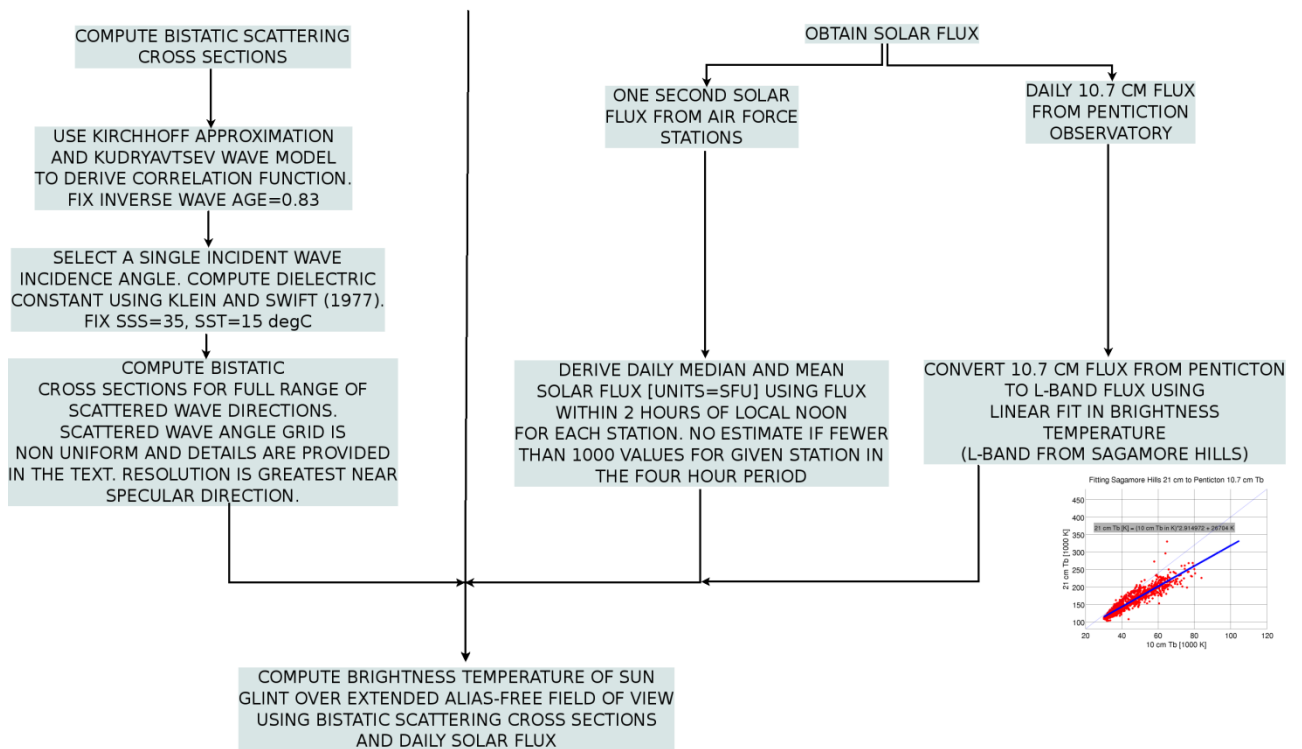 COMPUTE BISTATIC SCATTERING
CROSS SECTIONS
USE KIRCHHOFF APPROXIMATION
AND KUDRYAVTSEV WAVE MODEL
TO DERIVE CORRELATION FUNCTION.
FIX INVERSE WAVE AGE=0.83
SELECT A SINGLE INCIDENT WAVE
INCIDENCE ANGLE. COMPUTE DIELECTRIC
CONSTANT USING KLEIN AND SWIFT (1977).
FIX SSS=35, SST=15 degC
COMPUTE BISTATIC
CROSS SECTIONS FOR FULL RANGE OF
SCATTERED WAVE DIRECTIONS.
SCATTERED WAVE ANGLE GRID IS
NON UNIFORM AND DETAILS ARE PROVIDED
IN THE TEXT. RESOLUTION IS GREATEST NEAR
SPECULAR DIRECTION.
OBTAIN SOLAR FLUX
ONE SECOND SOLAR
FLUX FROM AIR FORCE
STATIONS
DAILY 10.7 CM FLUX
FROM PENTICTION
OBSERVATORY
DERIVE DAILY MEDIAN AND MEAN
SOLAR FLUX [UNITS=SFU] USING FLUX
WITHIN 2 HOURS OF LOCAL NOON
FOR EACH STATION. NO ESTIMATE IF FEWER
THAN 1000 VALUES FOR GIVEN STATION IN
THE FOUR HOUR PERIOD
CONVERT 10.7 CM FLUX FROM PENTICTON
TO L-BAND FLUX USING
LINEAR FIT IN BRIGHTNESS
TEMPERATURE
(L-BAND FROM SAGAMORE HILLS)
Fitting Sagamore Hills 21 cm to Penticton 10.7 cm Tb
21 cm Tb [K] = (10 cm Tb in K)*2.914972 + 26704 K
21 cm Tb [1000 K]
450
400
350
300
250
200
150
100
20 40 60 80 100 120
10 cm Tb [1000 K]
COMPUTE BRIGHTNESS TEMPERATURE OF SUN
GLINT OVER EXTENDED ALIAS-FREE FIELD OF VIEW
USING BISTATIC SCATTERING CROSS SECTIONS
AND DAILY SOLAR FLUX